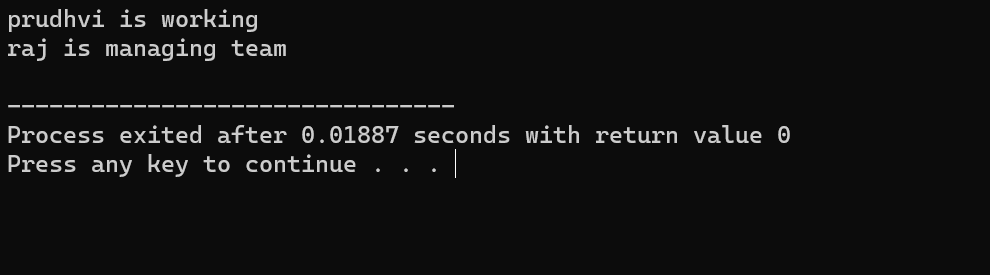 prudhvi is working
raj is managing team
--------------------------------
Process exited after 0.01887 seconds with return value 0
Press any key to continue . . .